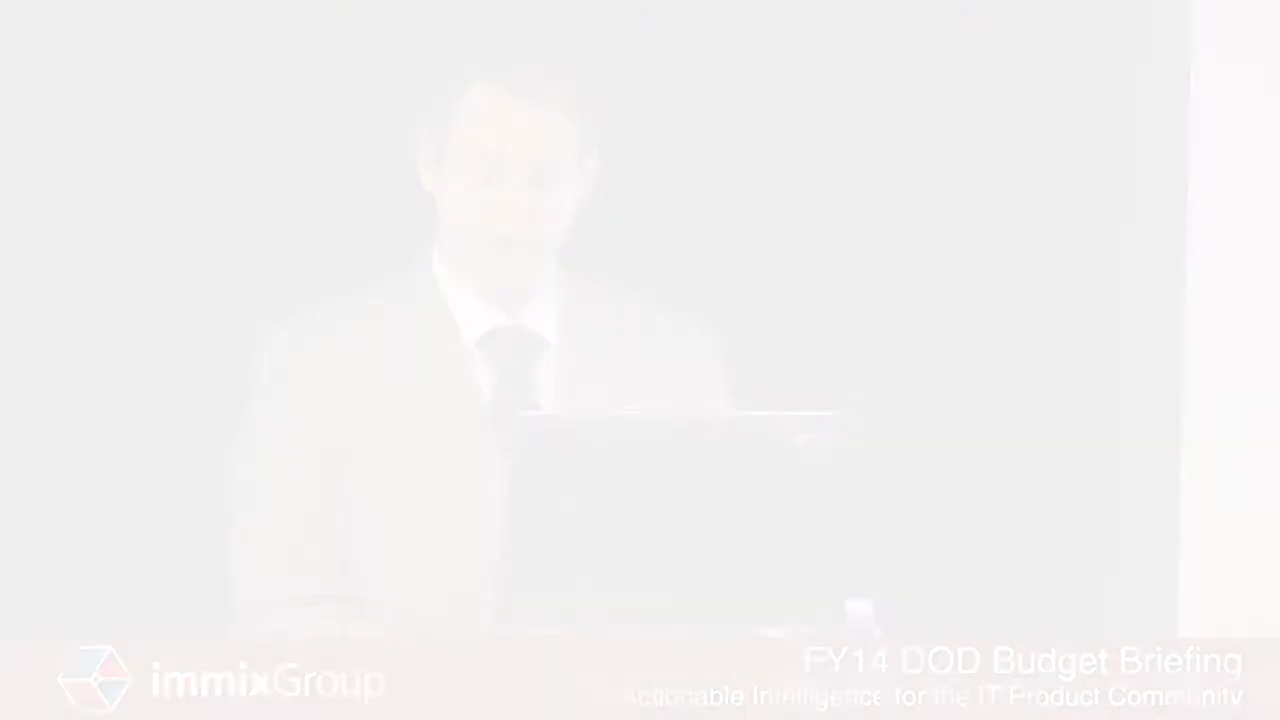 immixGroup
FY14 DOD Budget Briefing
Actionable Intelligence for the IT Product Community